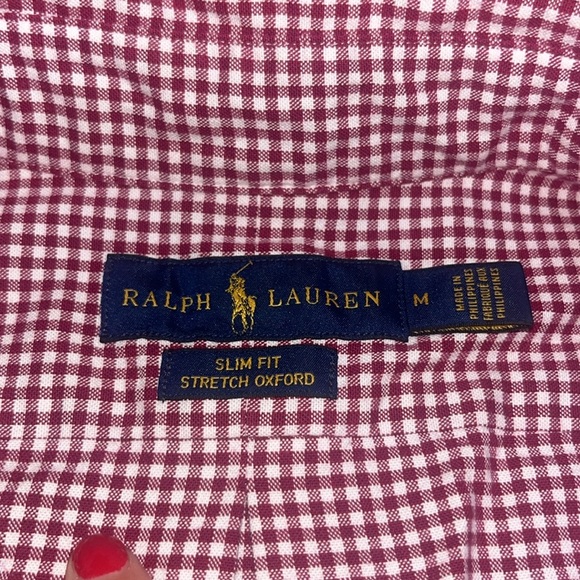 RALPH LAUREN
M
MADE IN
PHILIPPINES
FABRIQUÉ AUX
PHILIPPINES
SLIM FIT
STRETCH OXFORD